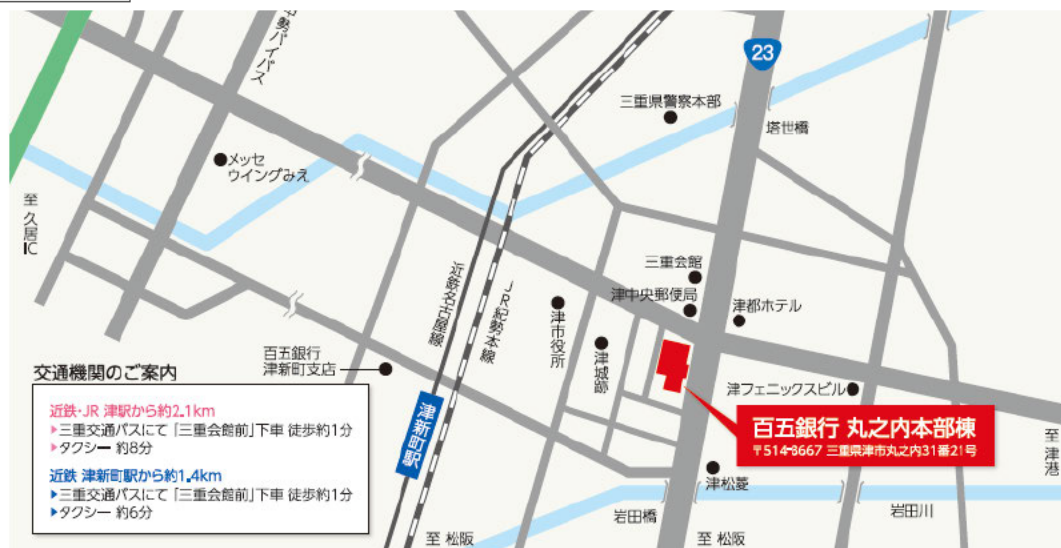 中勢バイパス
23
三重県警察本部
塔世橋
メッセ
ウイングみえ
至 久居IC
三重会館
津中央郵便局
津都ホテル
近鉄名古屋線
JR紀勢本線
津市役所
津城跡
百五銀行
津新町支店
津フェニックスビル
津新町駅
百五銀行 丸之内本部棟
〒514-8667 三重県津市丸之内31番21号
至 津港
津松菱
岩田橋
岩田川
至 松阪
至 松阪
交通機関のご案内
近鉄・JR 津駅から約2.1km
▶三重交通バスにて「三重会館前」下車 徒歩約1分
▶タクシー 約8分
近鉄 津新町駅から約1.4km
▶三重交通バスにて「三重会館前」下車 徒歩約1分
▶タクシー 約6分